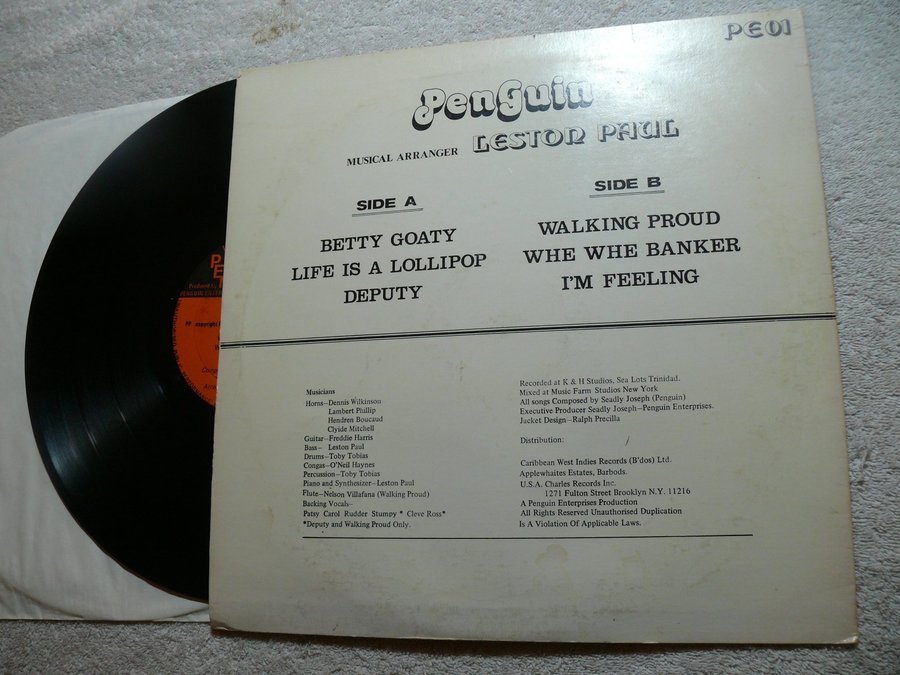 PE01
Penguin
MUSICAL ARRANGER LESTON PAUL
SIDE A
BETTY GOATY
LIFE IS A LOLLIPOP
DEPUTY
SIDE B
WALKING PROUD
WHE WHE BANKER
I'M FEELING
Musicians
Horns—Dennis Wilkinson
Lambert Phillip
Hendren Boucaud
Clyide Mitchell
Guitar—Freddie Harris
Bass— Leston Paul
Drums—Toby Tobias
Congas—O'Neil Haynes
Percussion—Toby Tobias
Piano and Synthesizer—Leston Paul
Flute—Nelson Villafana (Walking Proud)
Backing Vocals-
Patsy Carol Rudder Stumpy * Cleve Ross*
*Deputy and Walking Proud Only.
Recorded at K & H Studios, Sea Lots Trinidad.
Mixed at Music Farm Studios New York
All songs Composed by Seadly Joseph (Penguin)
Executive Producer Seadly Joseph—Penguin Enterprises.
Jacket Design—Ralph Precilla
Distribution: /
Caribbean West Indies Records (B'dos) Ltd.
Applewhaites Estates, Barbods.
U.S.A. Charles Records Inc.
1271 Fulton Street Brooklyn N.Y. 11216
A Penguin Enterprises Production
All Rights Reserved Unauthorised Duplication
Is A Violation Of Applicable Laws.